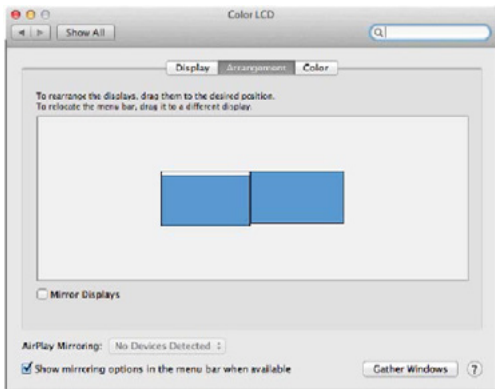 Color LCD
Show All
Display Arrangement Color
To rearrange the displays, drag them to the desired position.
To relocate the menu bar, drag it to a different display.
Mirror Displays
AirPlay Mirroring: No Devices Detected
Show mirroring options in the menu bar when available
Gather Windows ?